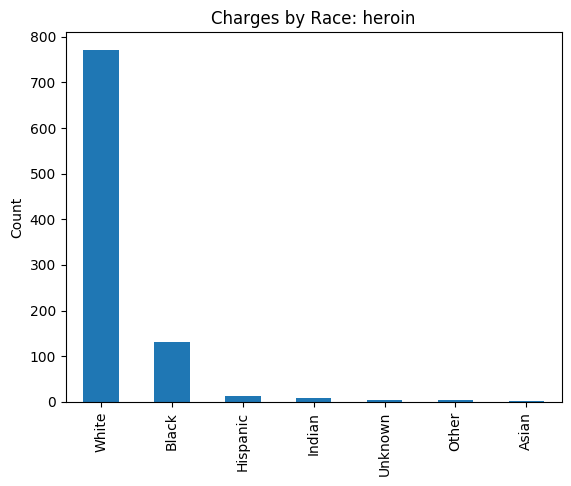 Charges by Race: heroin
800
700
600
500
400
300
200
100
0
Count
White
Black
Hispanic
Indian
Unknown
Other
Asian